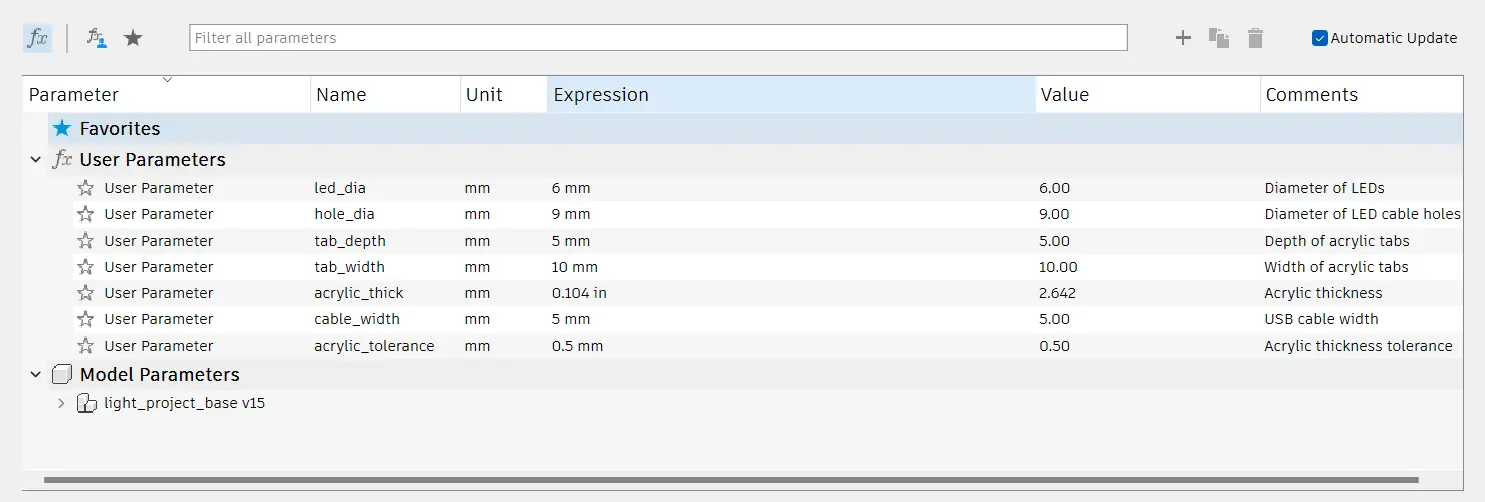 fx fx Filter all parameters Automatic Update
Parameter Name Unit Expression Value Comments
Favorites
fx User Parameters
User Parameter led_dia mm 6 mm 6.00 Diameter of LEDs
User Parameter hole_dia mm 9 mm 9.00 Diameter of LED cable holes
User Parameter tab_depth mm 5 mm 5.00 Depth of acrylic tabs
User Parameter tab_width mm 10 mm 10.00 Width of acrylic tabs
User Parameter acrylic_thick mm 0.104 in 2.642 Acrylic thickness
User Parameter cable_width mm 5 mm 5.00 USB cable width
User Parameter acrylic_tolerance mm 0.5 mm 0.50 Acrylic thickness tolerance
Model Parameters
light_project_base v15